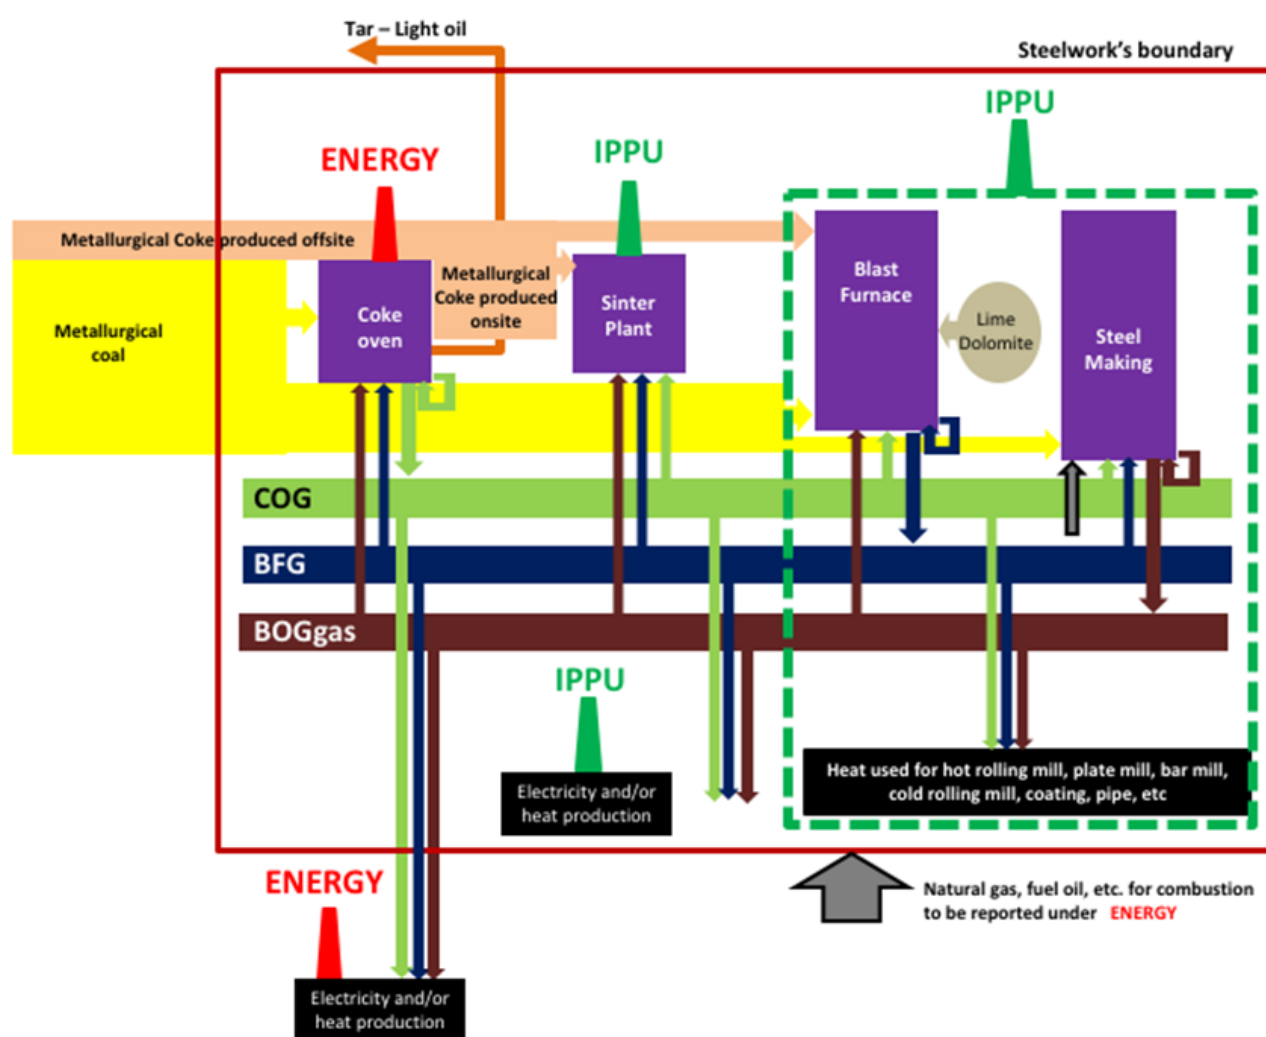 Tar – Light oil
Steelwork's boundary
IPPU
IPPU
ENERGY
Metallurgical Coke produced offsite
Metallurgical
Coke produced
onsite
Blast
Furnace
Sinter
Plant
Coke
oven
Metallurgical
coal
Lime
Dolomite
Steel
Making
COG
BFG
BOGgas
IPPU
Electricity and/or
heat production
Heat used for hot rolling mill, plate mill, bar mill,
cold rolling mill, coating, pipe, etc
ENERGY
Natural gas, fuel oil, etc. for combustion
to be reported under ENERGY
Electricity and/or
heat production